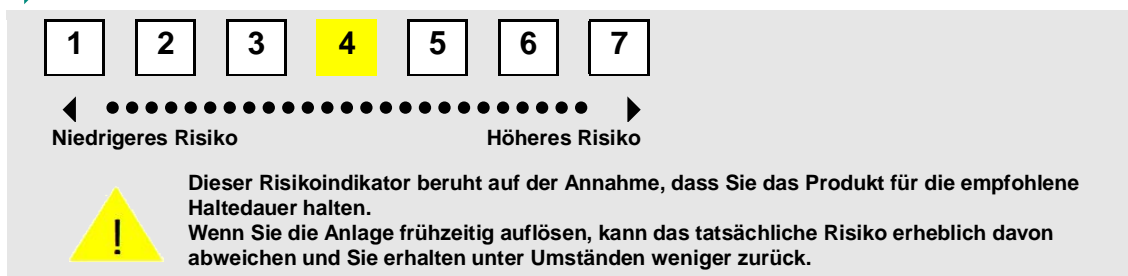 1 2 3 4 5 6 7
Niedrigeres Risiko Höheres Risiko
Dieser Risikoindikator beruht auf der Annahme, dass Sie das Produkt für die empfohlene
Haltedauer halten.
Wenn Sie die Anlage frühzeitig auflösen, kann das tatsächliche Risiko erheblich davon
abweichen und Sie erhalten unter Umständen weniger zurück.
!